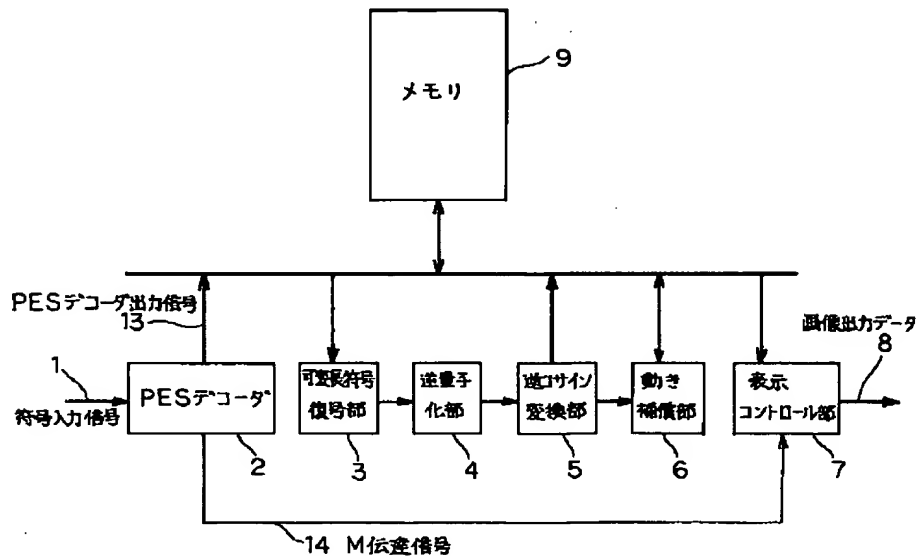 メモリ
9
PESデコーダ出力信号
13
画像出力データ
8
1
符号入力信号
PESデコーダ
2
可変長符号
復号部
3
逆量子
化部
4
逆コサイン
変換部
5
動き
補償部
6
表示
コントロール部
7
14 M伝達信号